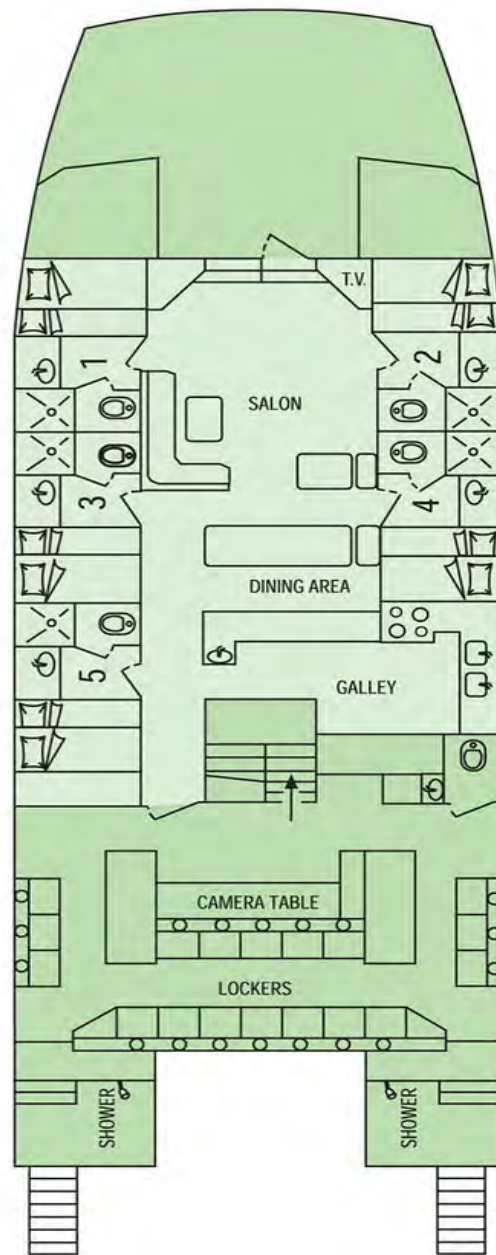 T.V.
1
2
SALON
3
4
DINING AREA
5
GALLEY
CAMERA TABLE
LOCKERS
SHOWER
SHOWER